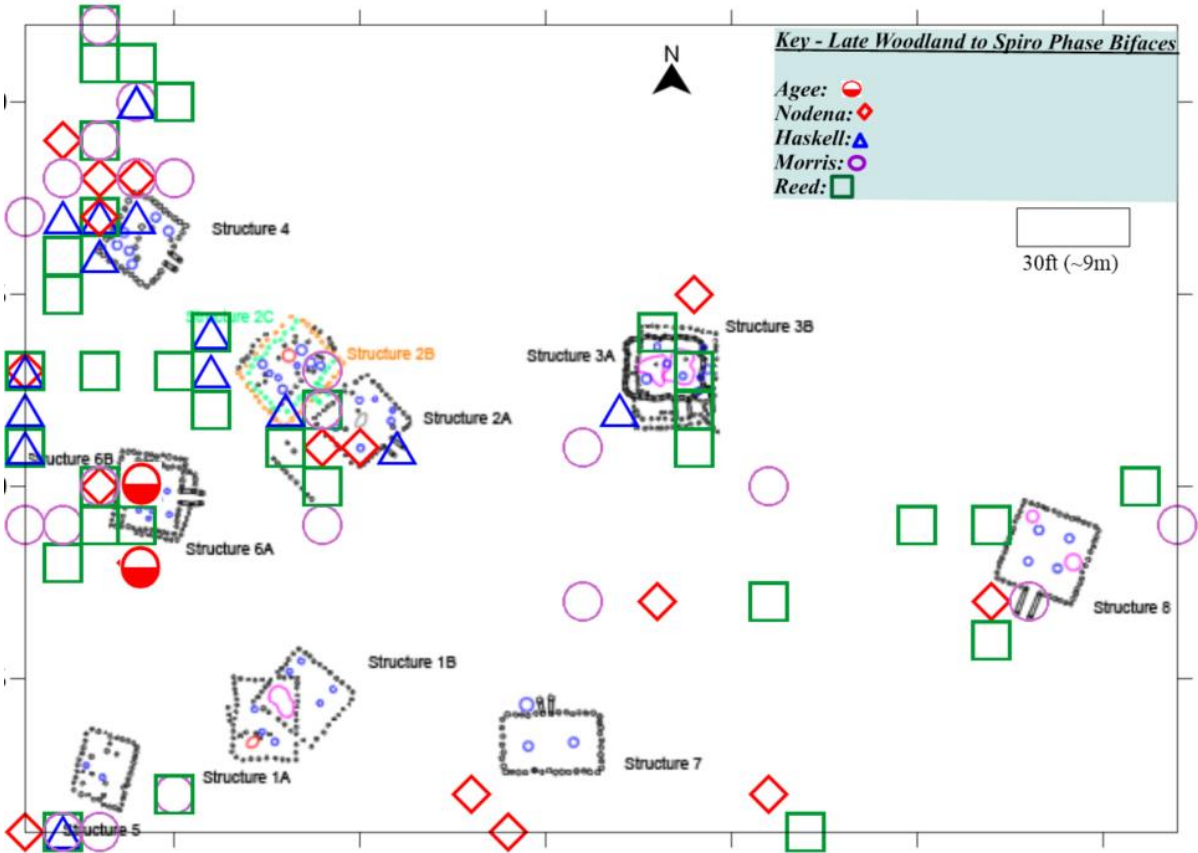 Key - Late Woodland to Spiro Phase Bifaces
Agee:
Nodena:
Haskell:
Morris:
Reed:
N
30ft (~9m)
Structure 4
Structure 2C
Structure 2B
Structure 2A
Structure 3B
Structure 3A
Structure 6B
Structure 6A
Structure 8
Structure 1B
Structure 1A
Structure 7
Structure 5